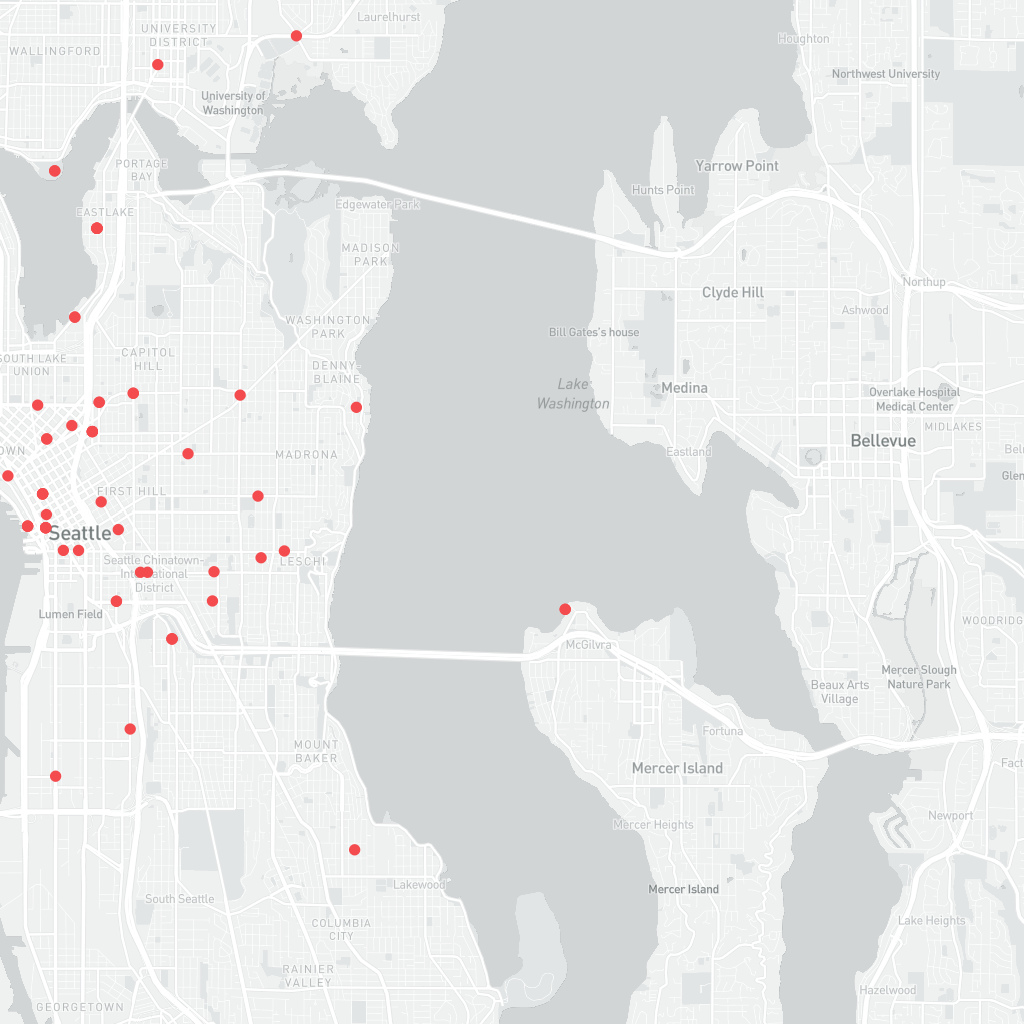 Laurelhurst
UNIVERSITY
DISTRICT
WALLINGFORD
Houghton
Northwest University
University of
Washington
PORTAGE
BAY
Yarrow Point
Hunts Point
Edgewater Park
EASTLAKE
MADISON
PARK
Clyde Hill
Northup
Ashwood
WASHINGTON
PARK
Bill Gates's house
CAPITOL
HILL
SOUTH LAKE
UNION
DENNY-
BLAINE
Lake
Washington
Medina
Overlake Hospital
Medical Center
MIDLAKES
Bellevue
Eastland
MADRONA
OWN
Bel
Glen
FIRST HILL
Seattle
Seattle Chinatown-
International
District
LESCHI
Lumen Field
McGilvra
WOODRIDG
Mercer Slough
Nature Park
Beaux Arts
Village
Fortuna
MOUNT
BAKER
Mercer Island
Fact
Newport
Mercer Heights
Lakewood
Mercer Island
South Seattle
COLUMBIA
CITY
Lake Heights
RAINIER
VALLEY
Hazelwood
GEORGETOWN